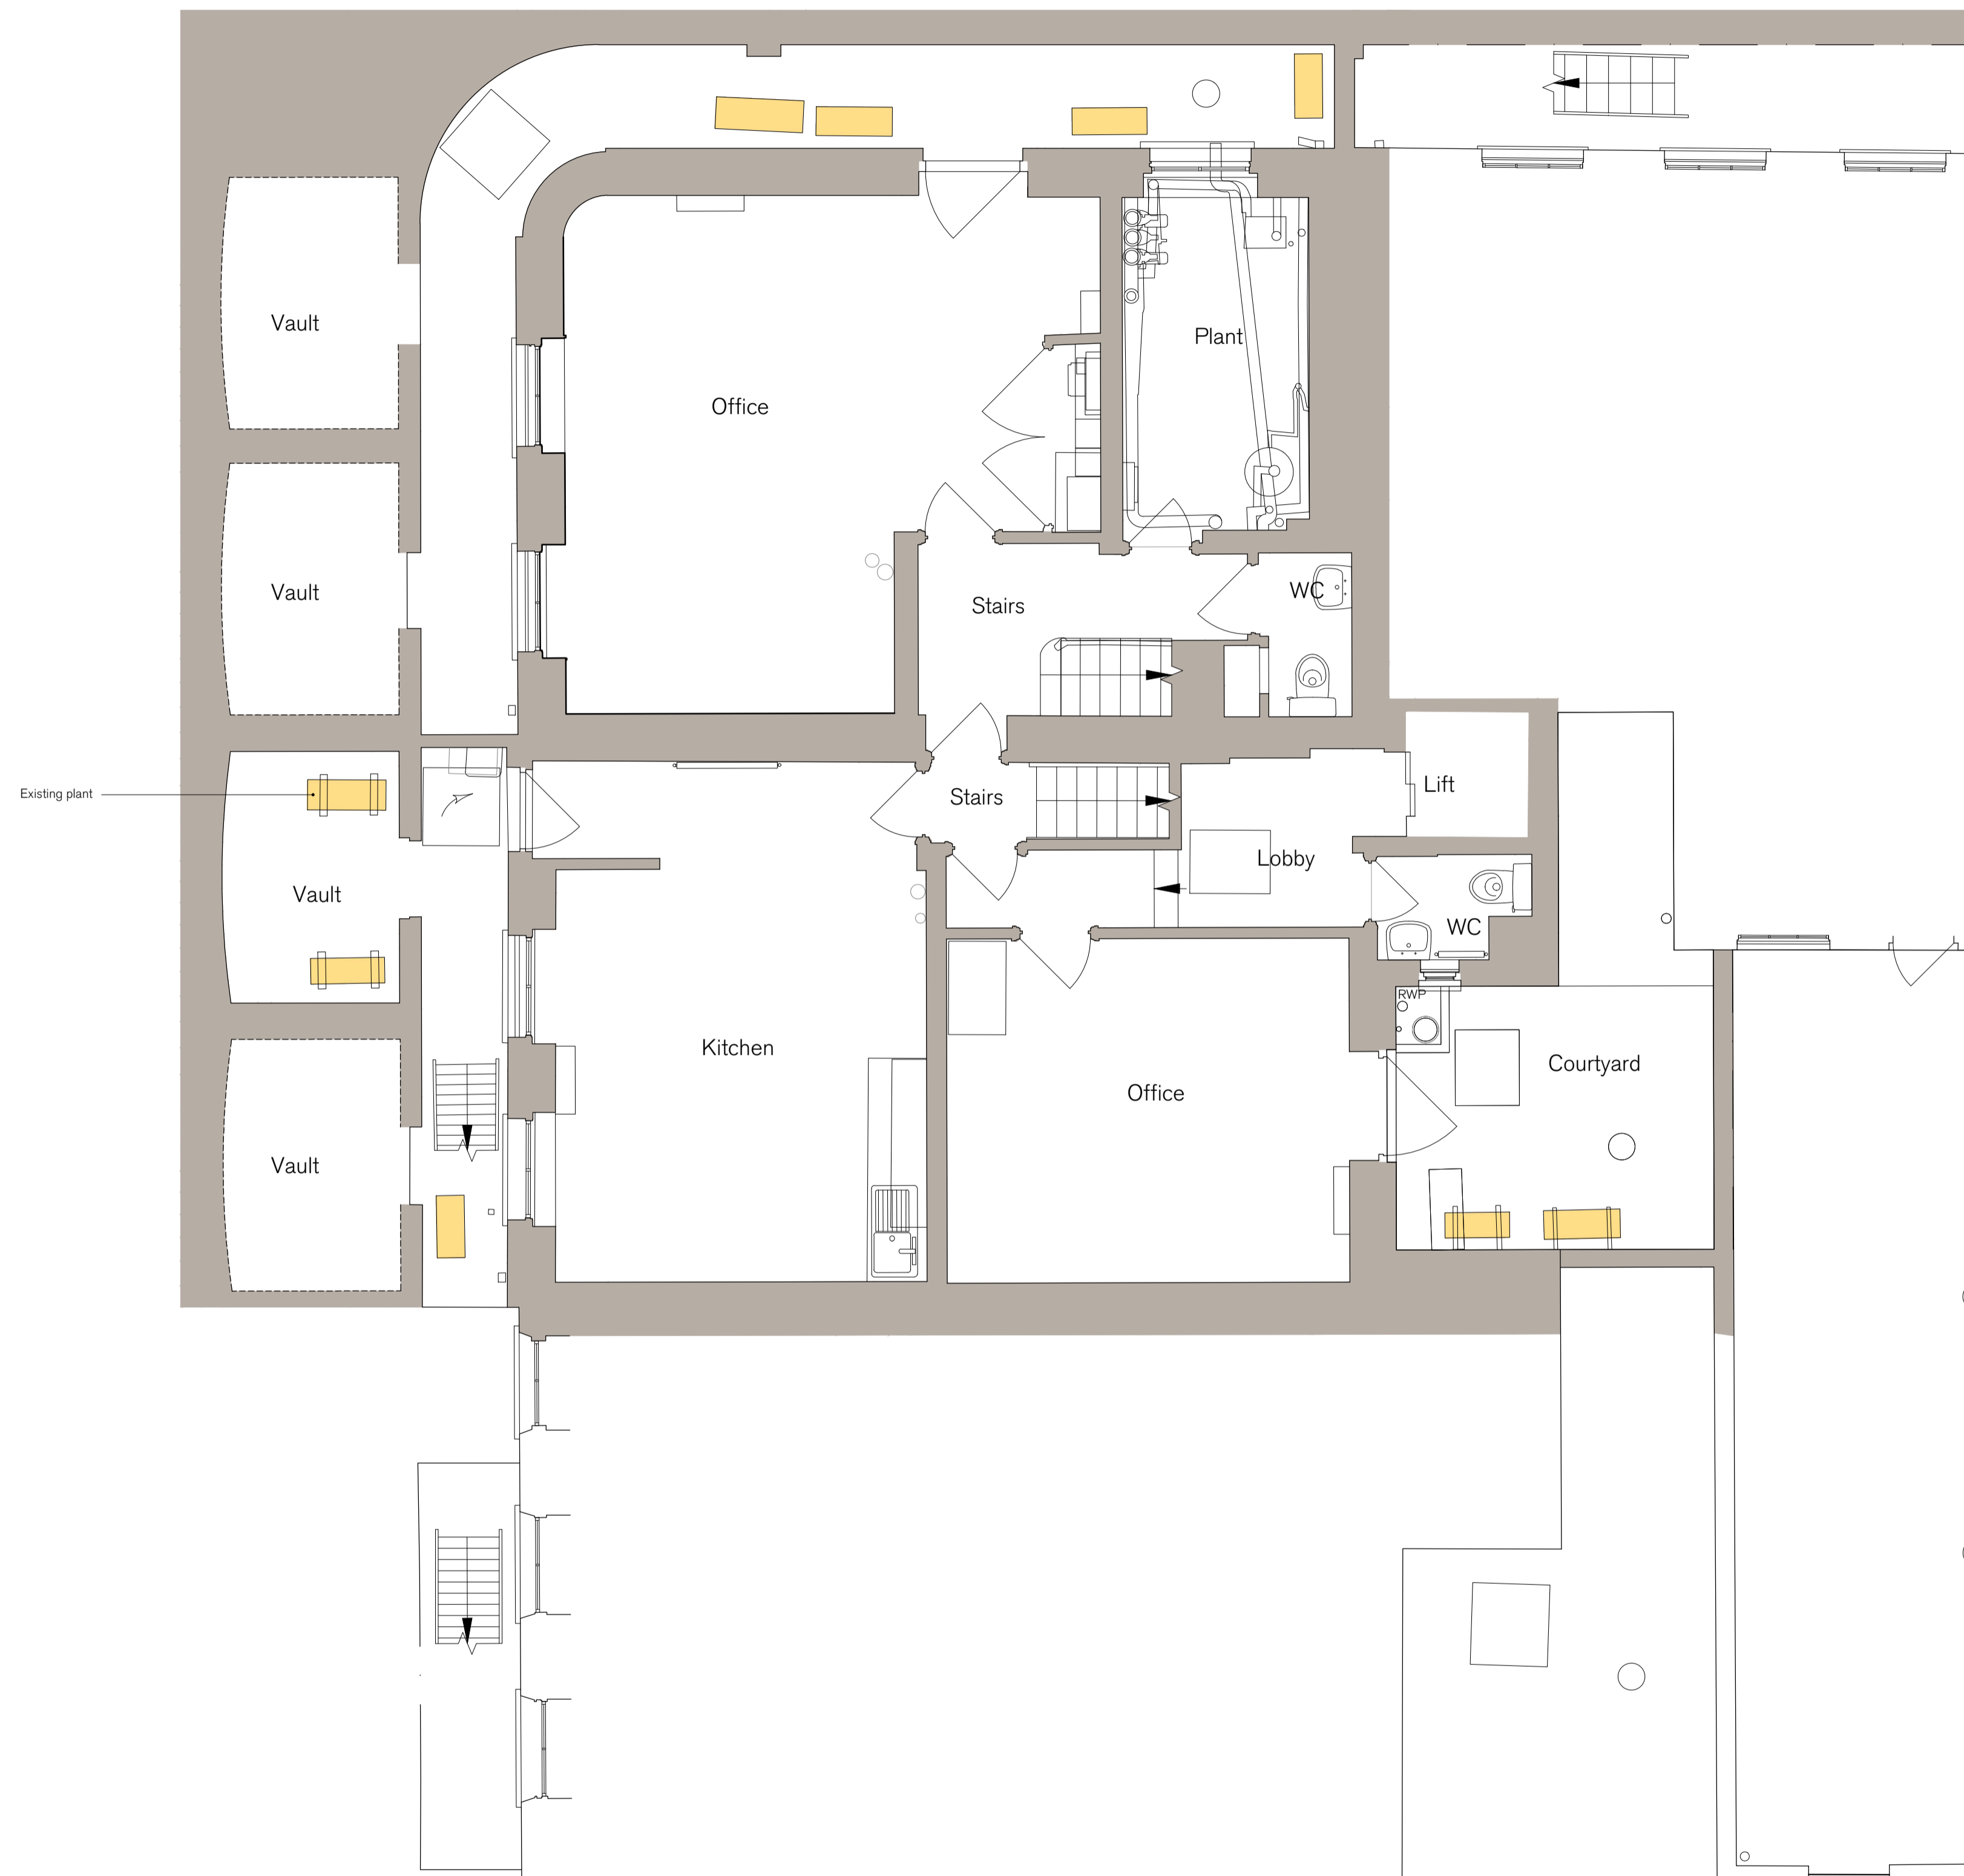 Vault
Plant
Office
Vault
WC
Stairs
Lift
Existing plant
Stairs
Lobby
Vault
WC
RWP
Kitchen
Courtyard
Office
Vault